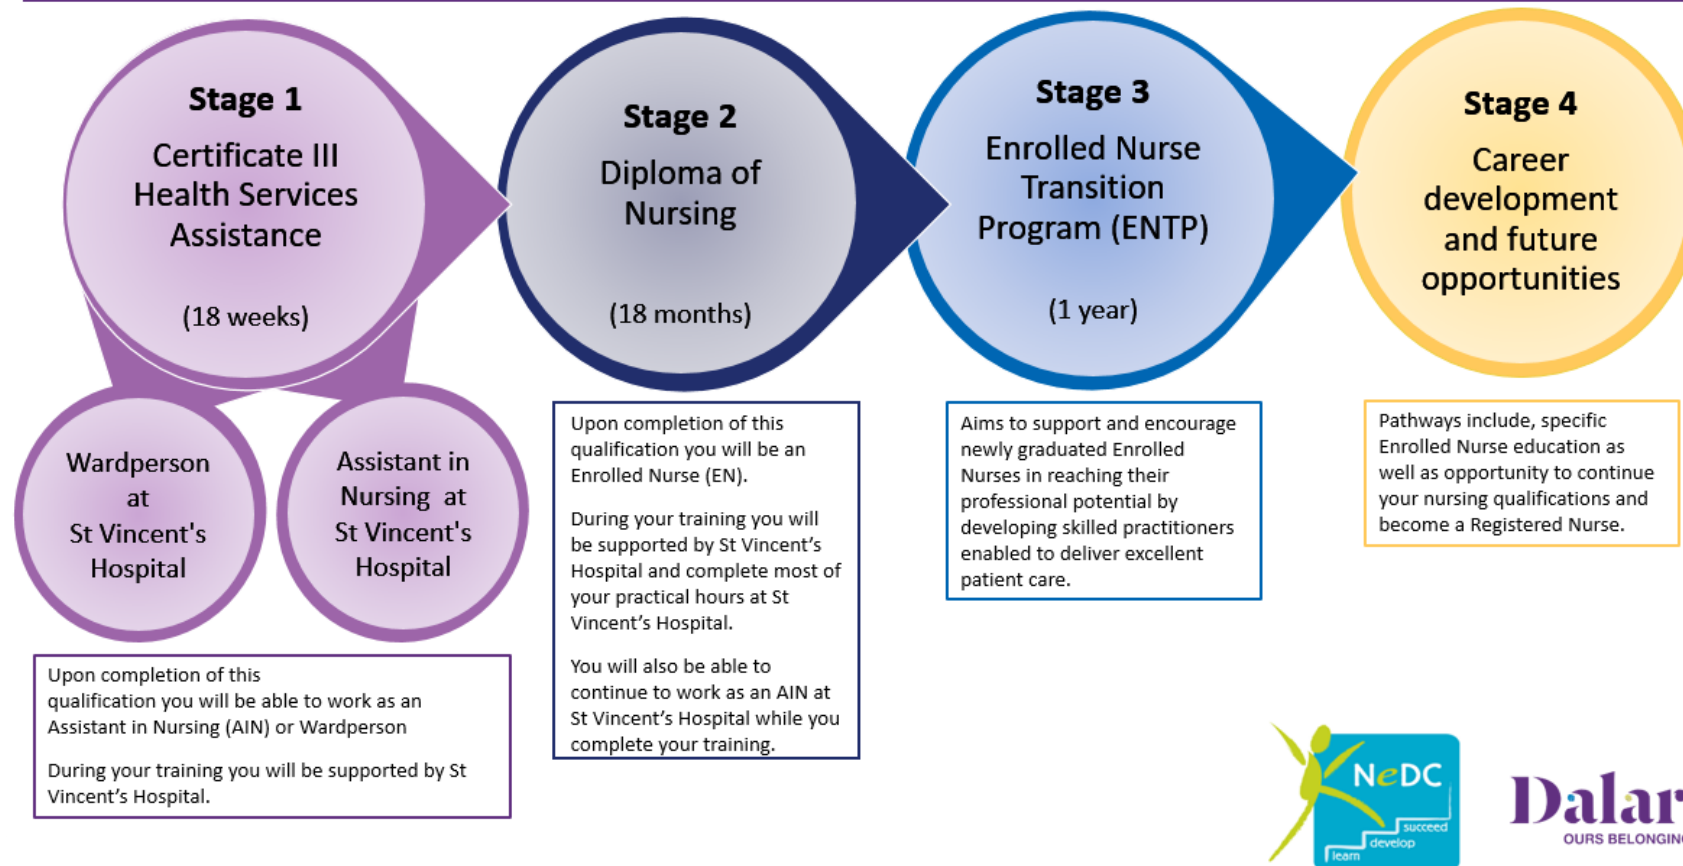 Stage 1
Certificate III
Health Services
Assistance
(18 weeks)
Wardperson
at
St Vincent's
Hospital
Assistant in
Nursing at
St Vincent's
Hospital
Upon completion of this
qualification you will be able to work as an
Assistant in Nursing (AIN) or Wardperson
During your training you will be supported by St
Vincent's Hospital.
Stage 2
Diploma of
Nursing
(18 months)
Upon completion of this
qualification you will be an
Enrolled Nurse (EN).
During your training you will
be supported by St Vincent's
Hospital and complete most of
your practical hours at St
Vincent's Hospital.
You will also be able to
continue to work as an AIN at
St Vincent's Hospital while you
complete your training.
Stage 3
Enrolled Nurse
Transition
Program (ENTP)
(1 year)
Aims to support and encourage
newly graduated Enrolled
Nurses in reaching their
professional potential by
developing skilled practitioners
enabled to deliver excellent
patient care.
Stage 4
Career
development
and future
opportunities
Pathways include, specific
Enrolled Nurse education as
well as opportunity to continue
your nursing qualifications and
become a Registered Nurse.
NeDC
succeed
develop
learn
OURS BELONGING